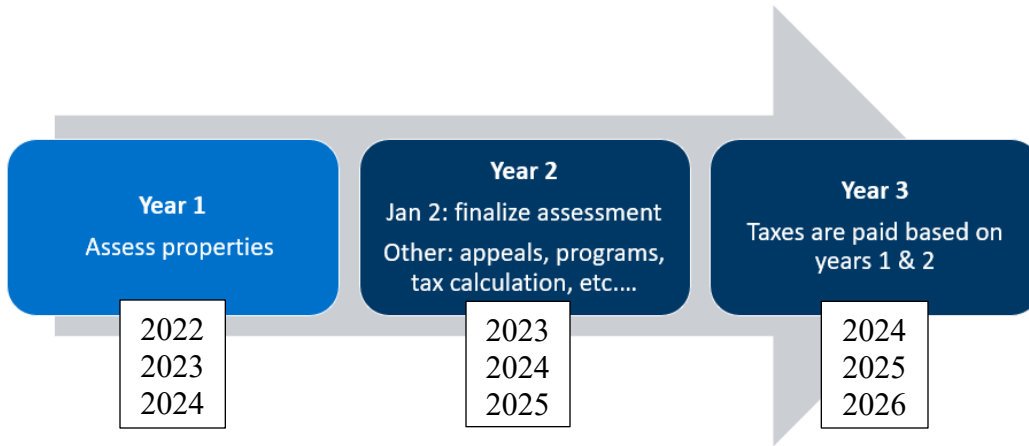 Year 1
Assess properties
2022
2023
2024
Year 2
Jan 2: finalize assessment
Other: appeals, programs,
tax calculation, etc....
2023
2024
2025
Year 3
Taxes are paid based on
years 1 & 2
2024
2025
2026